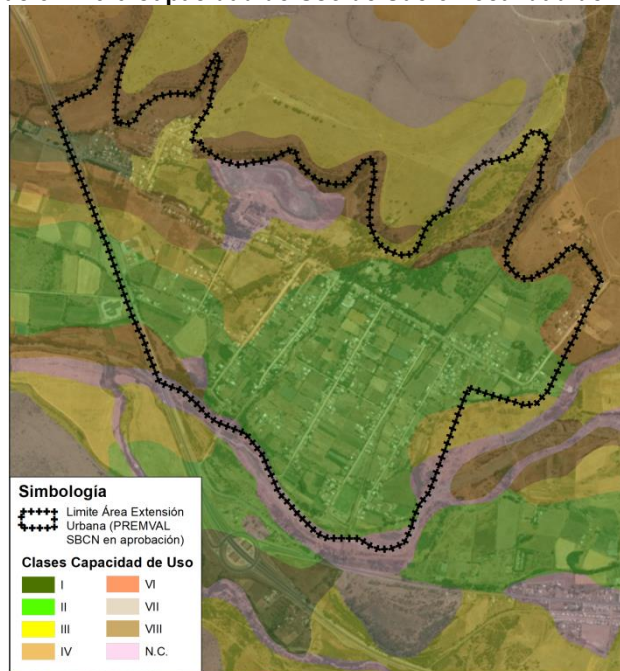 Simbología
Limite Área Extensión
Urbana (PREMVAL
SBCN en aprobación)
Clases Capacidad de Uso
I
II
III
IV
VI
VII
VIII
N.C.